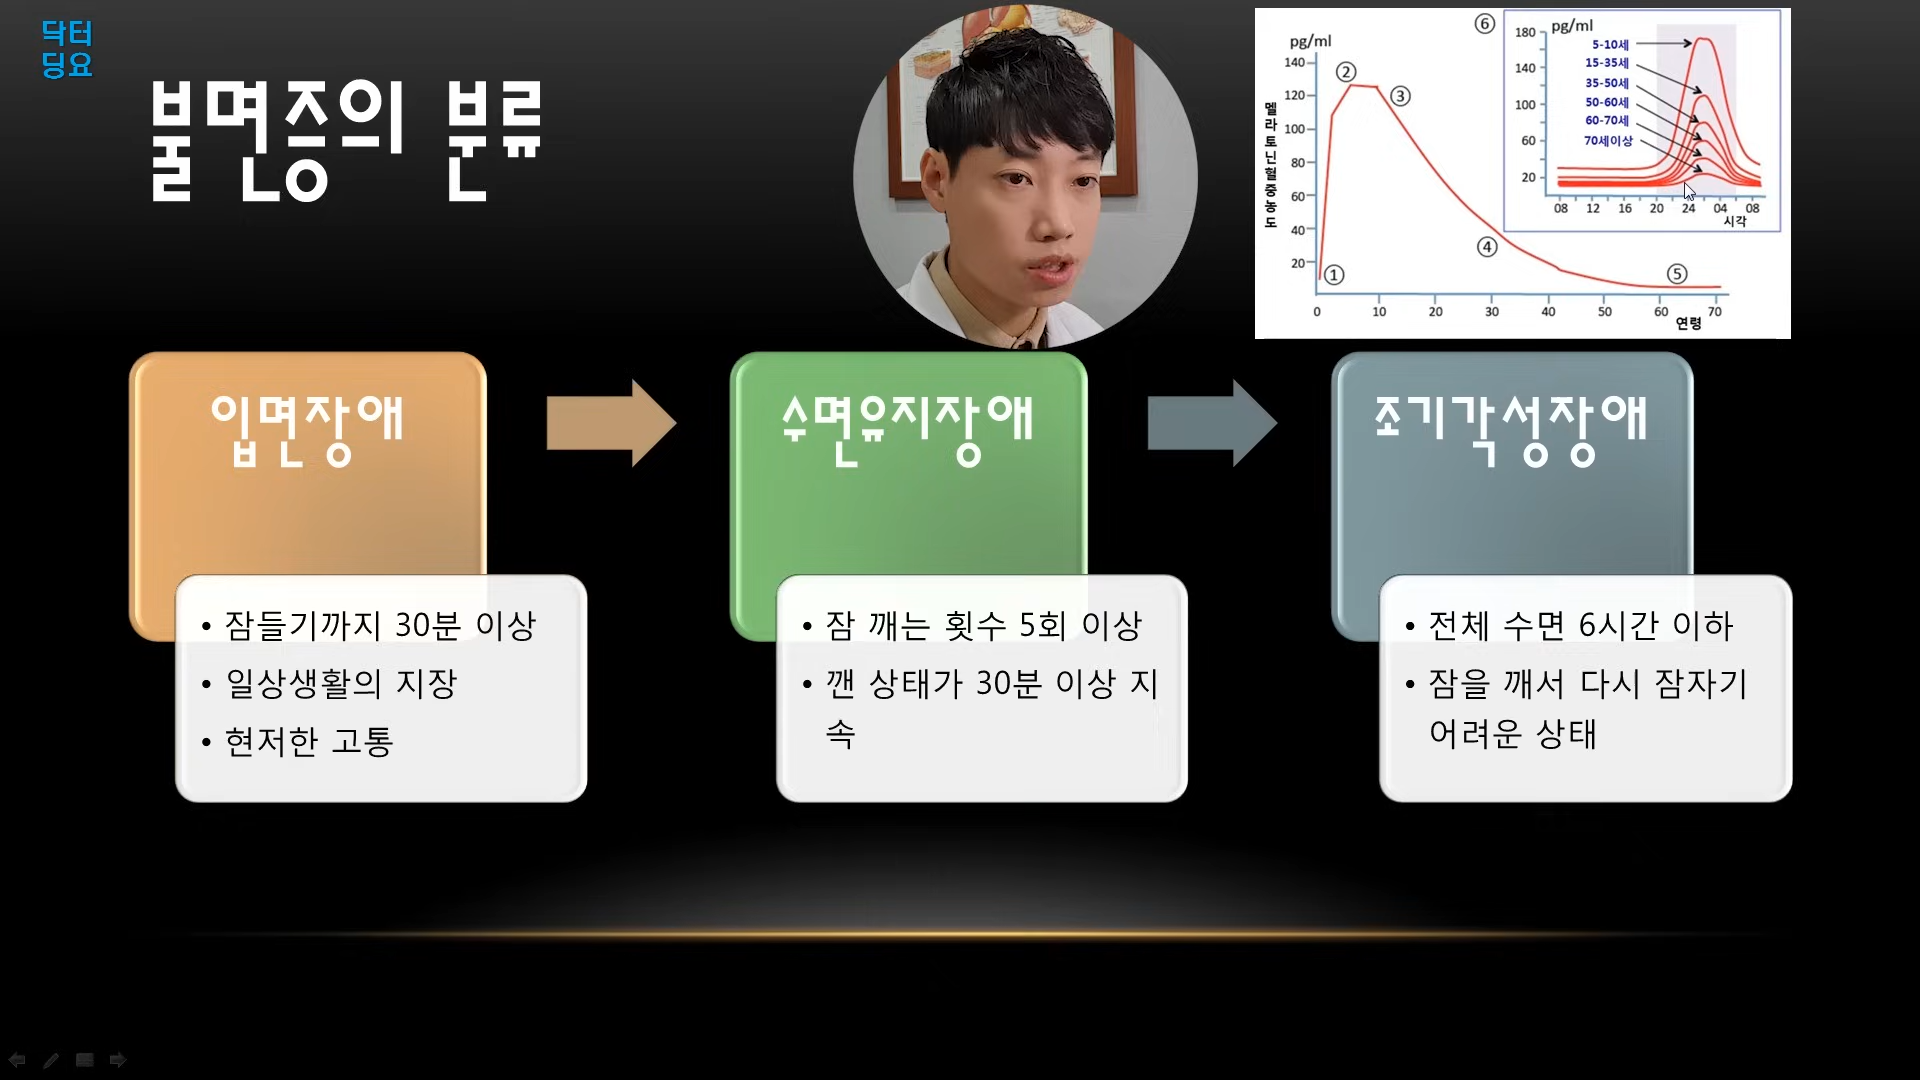 닥터
딩요
불면증의 분류
pg/ml
140
120
100
80
60
40
20
멜라토닌혈중농도
① ② ③ ④ ⑤ ⑥
0 10 20 30 40 50 60 70
연령
pg/ml
180
140
100
60
20
5-10세
15-35세
35-50세
50-60세
60-70세
70세이상
08 12 16 20 24 04 08
시각
입면장애
• 잠들기까지 30분 이상
• 일상생활의 지장
• 현저한 고통
수면유지장애
• 잠 깨는 횟수 5회 이상
• 깬 상태가 30분 이상 지
속
조기각성장애
• 전체 수면 6시간 이하
• 잠을 깨서 다시 잠자기
어려운 상태